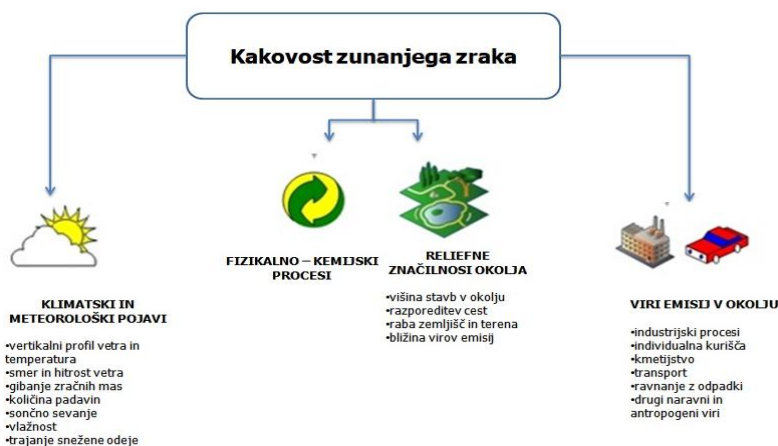 Kakovost zunanjega zraka
KLIMATSKI IN
METEOROLOŠKI POJAVI
•vertikalni profil vetra in
temperatura
•smer in hitrost vetra
•gibanje zračnih mas
•količina padavin
•sončno sevanje
•vlažnost
•trajanje snežene odeje
FIZIKALNO – KEMIJSKI
PROCESI
RELIEFNE
ZNAČILNOSI OKOLJA
•višina stavb v okolju
•razporeditev cest
•raba zemljišč in terena
•bližina virov emisij
VIRI EMISIJ V OKOLJU
•industrijski procesi
•individualna kurišča
•kmetijstvo
•transport
•ravnanje z odpadki
•drugi naravni in
antropogeni viri